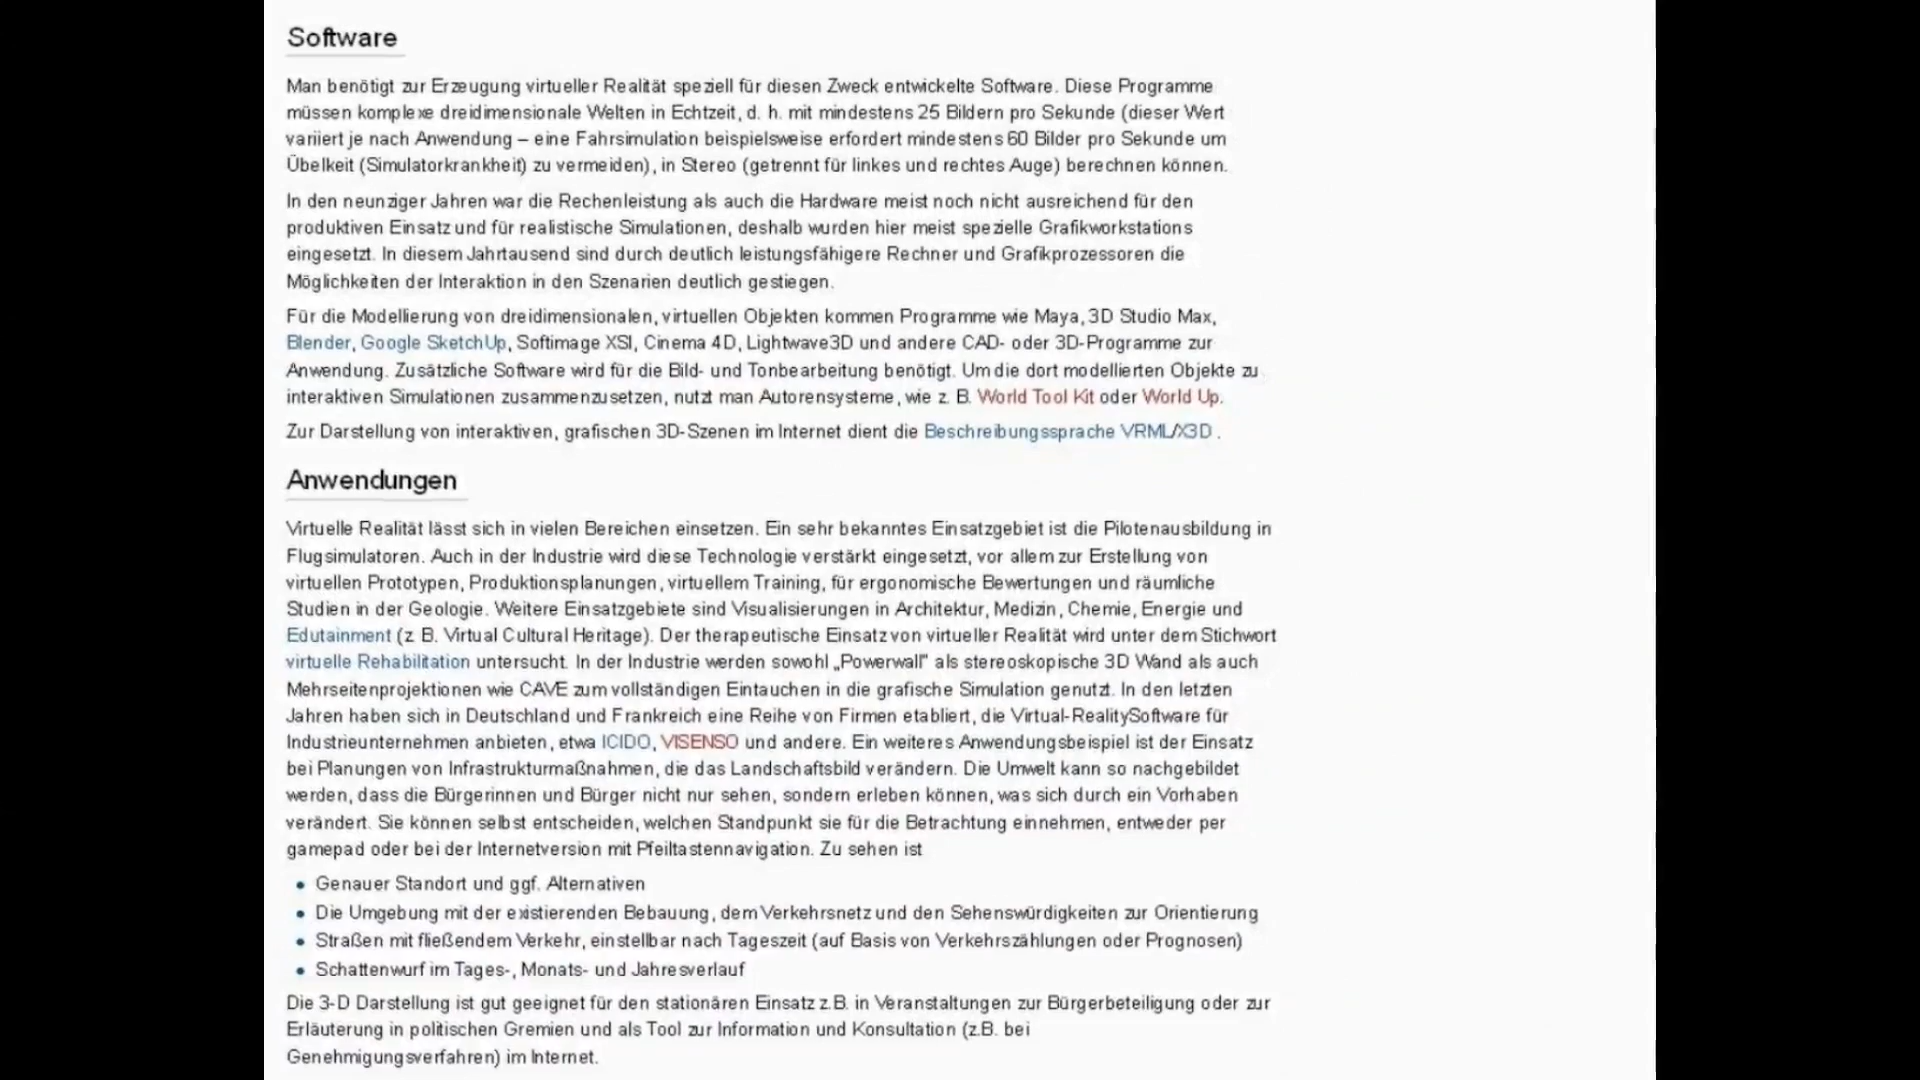 Software
Man benötigt zur Erzeugung virtueller Realität speziell für diesen Zweck entwickelte Software. Diese Programme
müssen komplexe dreidimensionale Welten in Echtzeit, d. h. mit mindestens 25 Bildern pro Sekunde (dieser Wert
variiert je nach Anwendung – eine Fahrsimulation beispielsweise erfordert mindestens 60 Bilder pro Sekunde um
Übelkeit (Simulatorkrankheit) zu vermeiden), in Stereo (getrennt für linkes und rechtes Auge) berechnen können.
In den neunziger Jahren war die Rechenleistung als auch die Hardware meist noch nicht ausreichend für den
produktiven Einsatz und für realistische Simulationen, deshalb wurden hier meist spezielle Grafikworkstations
eingesetzt. In diesem Jahrtausend sind durch deutlich leistungsfähigere Rechner und Grafikprozessoren die
Möglichkeiten der Interaktion in den Szenarien deutlich gestiegen.
Für die Modellierung von dreidimensionalen, virtuellen Objekten kommen Programme wie Maya, 3D Studio Max,
Blender, Google SketchUp, Softimage XSI, Cinema 4D, Lightwave3D und andere CAD- oder 3D-Programme zur
Anwendung. Zusätzliche Software wird für die Bild- und Tonbearbeitung benötigt. Um die dort modellierten Objekte zu
interaktiven Simulationen zusammenzusetzen, nutzt man Autorensysteme, wie z. B. World Tool Kit oder World Up.
Zur Darstellung von interaktiven, grafischen 3D-Szenen im Internet dient die Beschreibungssprache VRML/X3D .
Anwendungen
Virtuelle Realität lässt sich in vielen Bereichen einsetzen. Ein sehr bekanntes Einsatzgebiet ist die Pilotenausbildung in
Flugsimulatoren. Auch in der Industrie wird diese Technologie verstärkt eingesetzt, vor allem zur Erstellung von
virtuellen Prototypen, Produktionsplanungen, virtuellem Training, für ergonomische Bewertungen und räumliche
Studien in der Geologie. Weitere Einsatzgebiete sind Visualisierungen in Architektur, Medizin, Chemie, Energie und
Edutainment (z. B. Virtual Cultural Heritage). Der therapeutische Einsatz von virtueller Realität wird unter dem Stichwort
virtuelle Rehabilitation untersucht. In der Industrie werden sowohl „Powerwall“ als stereoskopische 3D Wand als auch
Mehrseitenprojektionen wie CAVE zum vollständigen Eintauchen in die grafische Simulation genutzt. In den letzten
Jahren haben sich in Deutschland und Frankreich eine Reihe von Firmen etabliert, die Virtual-RealitySoftware für
Industrieunternehmen anbieten, etwa ICIDO, VISENSO und andere. Ein weiteres Anwendungsbeispiel ist der Einsatz
bei Planungen von Infrastrukturmaßnahmen, die das Landschaftsbild verändern. Die Umwelt kann so nachgebildet
werden, dass die Bürgerinnen und Bürger nicht nur sehen, sondern erleben können, was sich durch ein Vorhaben
verändert. Sie können selbst entscheiden, welchen Standpunkt sie für die Betrachtung einnehmen, entweder per
gamepad oder bei der Internetversion mit Pfeiltastennavigation. Zu sehen ist
• Genauer Standort und ggf. Alternativen
• Die Umgebung mit der existierenden Bebauung, dem Verkehrsnetz und den Sehenswürdigkeiten zur Orientierung
• Straßen mit fließendem Verkehr, einstellbar nach Tageszeit (auf Basis von Verkehrszählungen oder Prognosen)
• Schattenwurf im Tages-, Monats- und Jahresverlauf
Die 3-D Darstellung ist gut geeignet für den stationären Einsatz z.B. in Veranstaltungen zur Bürgerbeteiligung oder zur
Erläuterung in politischen Gremien und als Tool zur Information und Konsultation (z.B. bei
Genehmigungsverfahren) im Internet.